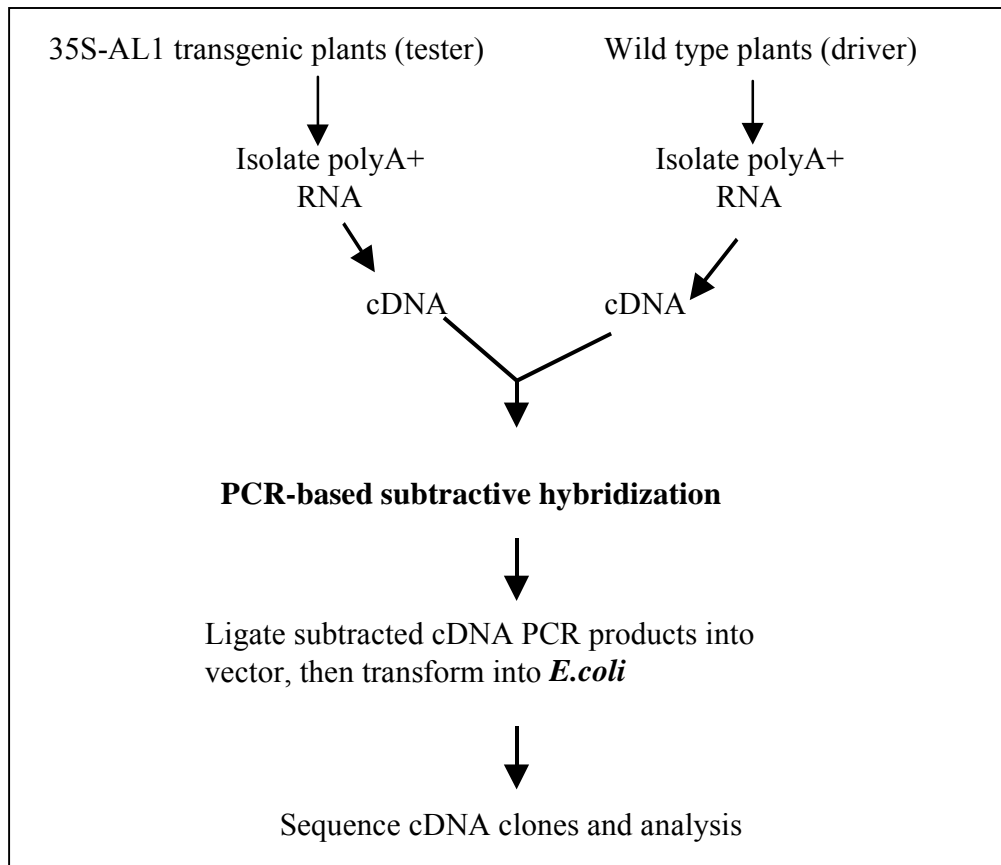 35S-AL1 transgenic plants (tester)
Wild type plants (driver)
Isolate polyA+
RNA
Isolate polyA+
RNA
cDNA
cDNA
PCR-based subtractive hybridization
Ligate subtracted cDNA PCR products into
vector, then transform into E.coli
Sequence cDNA clones and analysis